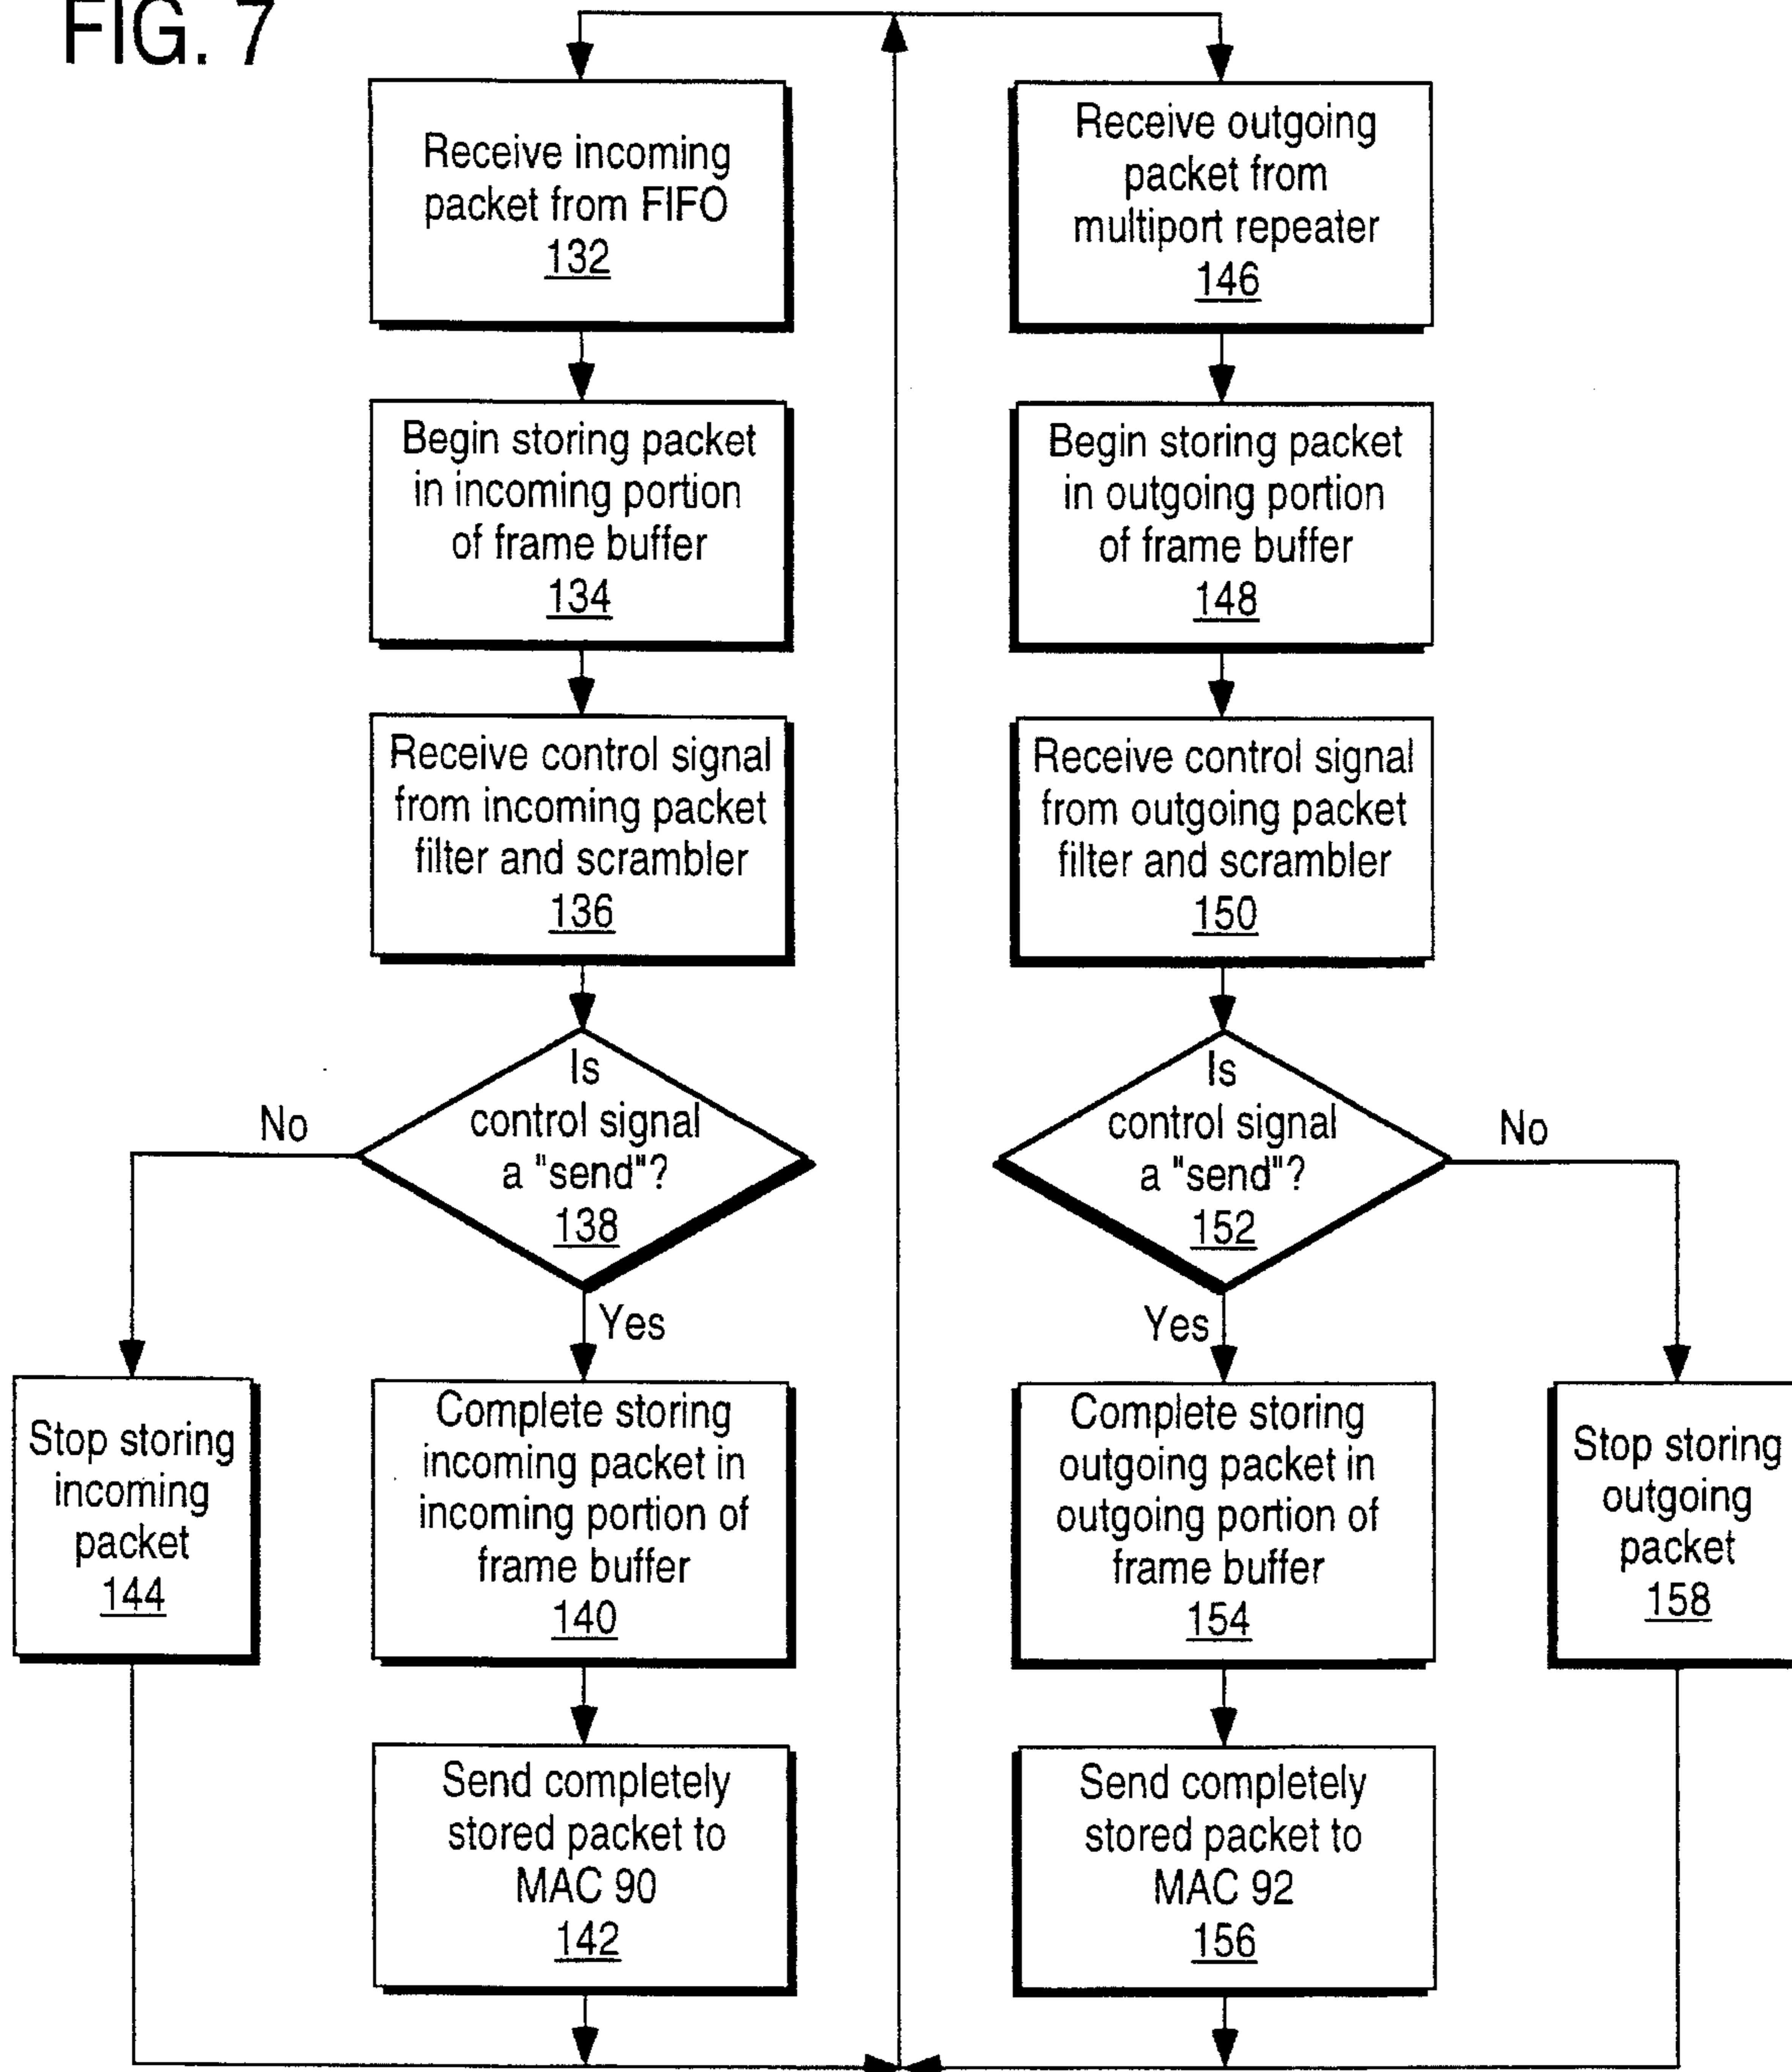 FIG. 7
Receive incoming
packet from FIFO
132
Begin storing packet
in incoming portion
of frame buffer
134
Receive control signal
from incoming packet
filter and scrambler
136
Is
control signal
a "send"?
138
No
Yes
Stop storing
incoming
packet
144
Complete storing
incoming packet in
incoming portion of
frame buffer
140
Send completely
stored packet to
MAC 90
142
Receive outgoing
packet from
multiport repeater
146
Begin storing packet
in outgoing portion
of frame buffer
148
Receive control signal
from outgoing packet
filter and scrambler
150
Is
control signal
a "send"?
152
No
Yes
Complete storing
outgoing packet in
outgoing portion of
frame buffer
154
Stop storing
outgoing
packet
158
Send completely
stored packet to
MAC 92
156